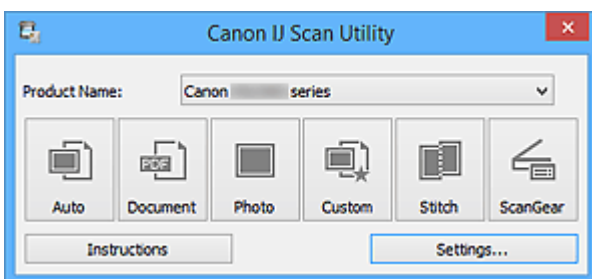 Canon IJ Scan Utility
Product Name: Canon series
Auto Document Photo Custom Stitch ScanGear
PDF
Instructions Settings...